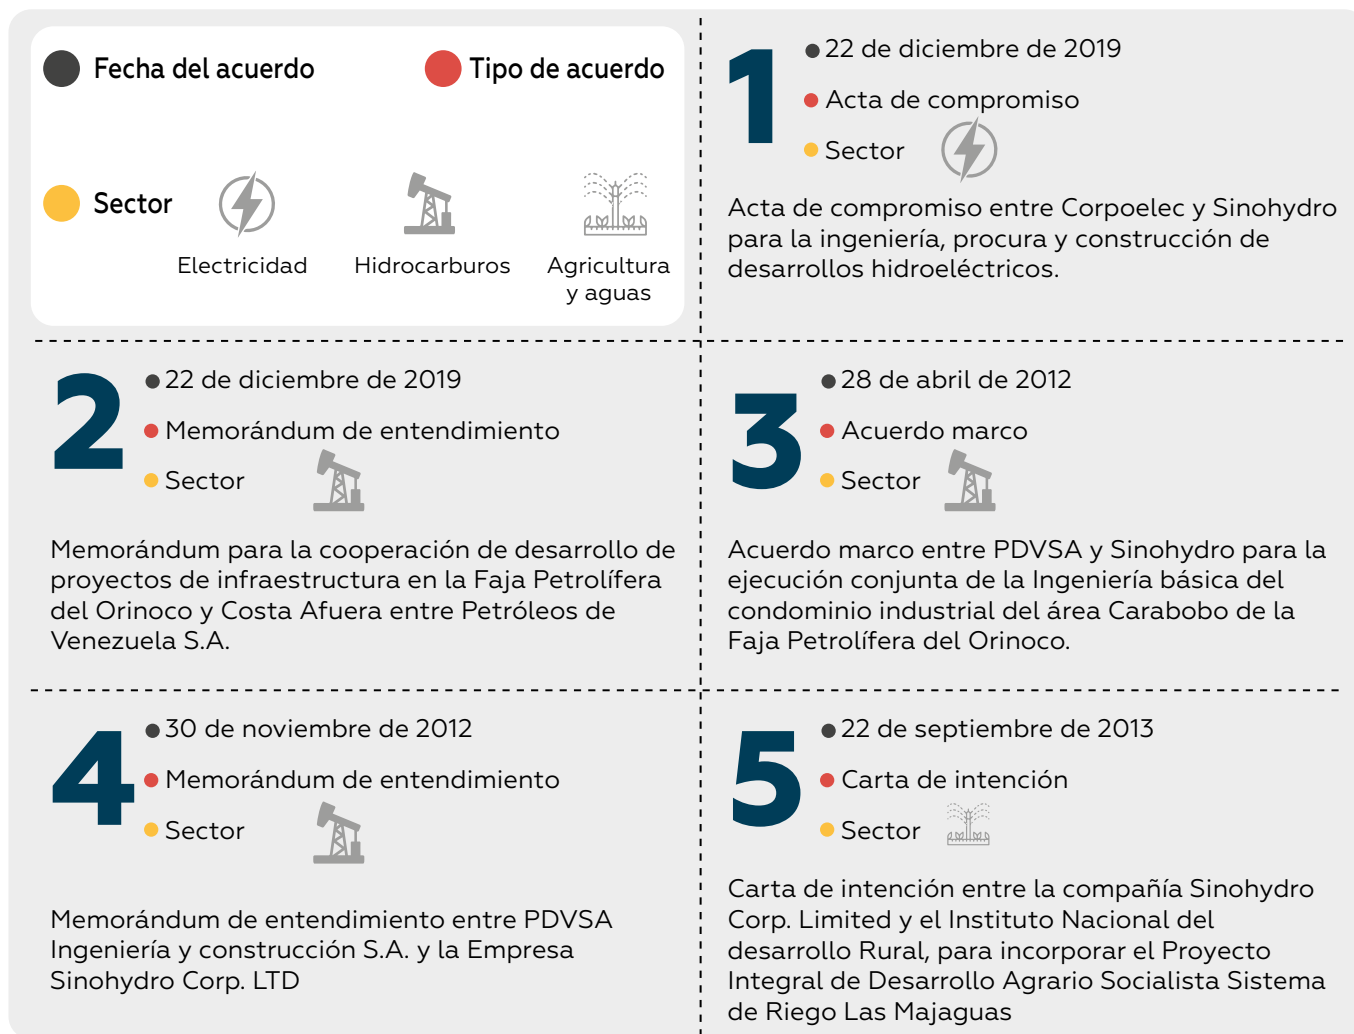 Fecha del acuerdo
Tipo de acuerdo
Sector
Electricidad
Hidrocarburos
Agricultura
y aguas
1
22 de diciembre de 2019
Acta de compromiso
Sector
Acta de compromiso entre Corpoelec y Sinohydro
para la ingeniería, procura y construcción de
desarrollos hidroeléctricos.
2
22 de diciembre de 2019
Memorándum de entendimiento
Sector
Memorándum para la cooperación de desarrollo de
proyectos de infraestructura en la Faja Petrolífera
del Orinoco y Costa Afuera entre Petróleos de
Venezuela S.A.
3
28 de abril de 2012
Acuerdo marco
Sector
Acuerdo marco entre PDVSA y Sinohydro para la
ejecución conjunta de la Ingeniería básica del
condominio industrial del área Carabobo de la
Faja Petrolífera del Orinoco.
4
30 de noviembre de 2012
Memorándum de entendimiento
Sector
Memorándum de entendimiento entre PDVSA
Ingeniería y construcción S.A. y la Empresa
Sinohydro Corp. LTD
5
22 de septiembre de 2013
Carta de intención
Sector
Carta de intención entre la compañía Sinohydro
Corp. Limited y el Instituto Nacional del
desarrollo Rural, para incorporar el Proyecto
Integral de Desarrollo Agrario Socialista Sistema
de Riego Las Majaguas